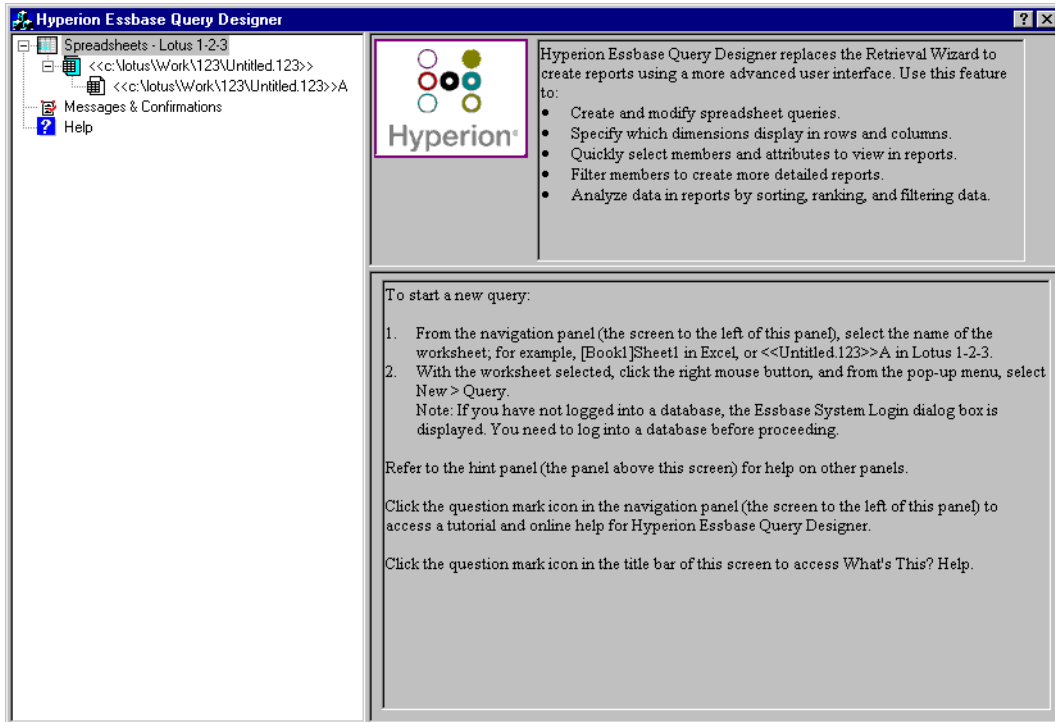 Hyperion Essbase Query Designer
Spreadsheets - Lotus 1-2-3
<<c:\lotus\Work\123\Untitled.123>>
<<c:\lotus\Work\123\Untitled.123>>A
Messages & Confirmations
? Help
Hyperion
Hyperion Essbase Query Designer replaces the Retrieval Wizard to
create reports using a more advanced user interface. Use this feature
to:
• Create and modify spreadsheet queries.
• Specify which dimensions display in rows and columns.
• Quickly select members and attributes to view in reports.
• Filter members to create more detailed reports.
• Analyze data in reports by sorting, ranking, and filtering data.
To start a new query:
1. From the navigation panel (the screen to the left of this panel), select the name of the
worksheet; for example, [Book1]Sheet1 in Excel, or <<Untitled.123>>A in Lotus 1-2-3.
2. With the worksheet selected, click the right mouse button, and from the pop-up menu, select
New > Query.
Note: If you have not logged into a database, the Essbase System Login dialog box is
displayed. You need to log into a database before proceeding.
Refer to the hint panel (the panel above this screen) for help on other panels.
Click the question mark icon in the navigation panel (the screen to the left of this panel) to
access a tutorial and online help for Hyperion Essbase Query Designer.
Click the question mark icon in the title bar of this screen to access What's This? Help.